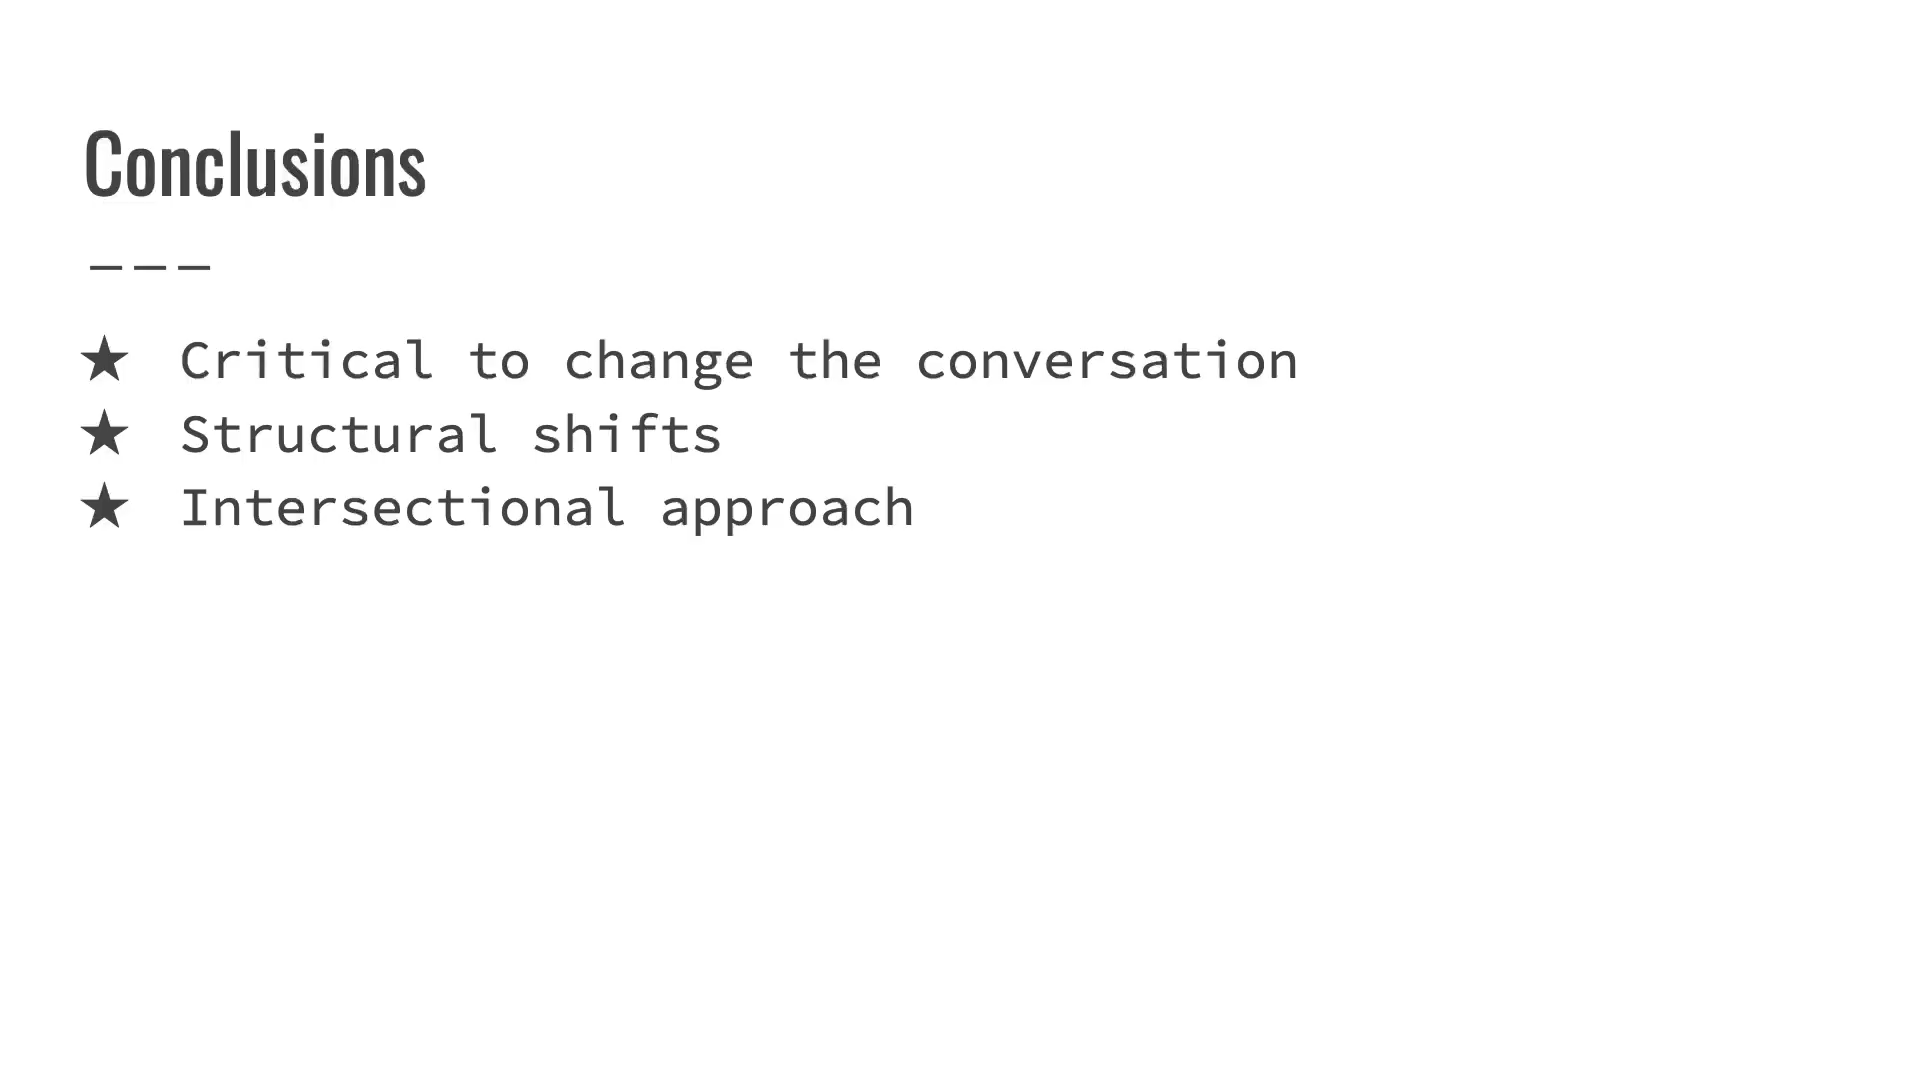 Conclusions
★ Critical to change the conversation
★ Structural shifts
★ Intersectional approach